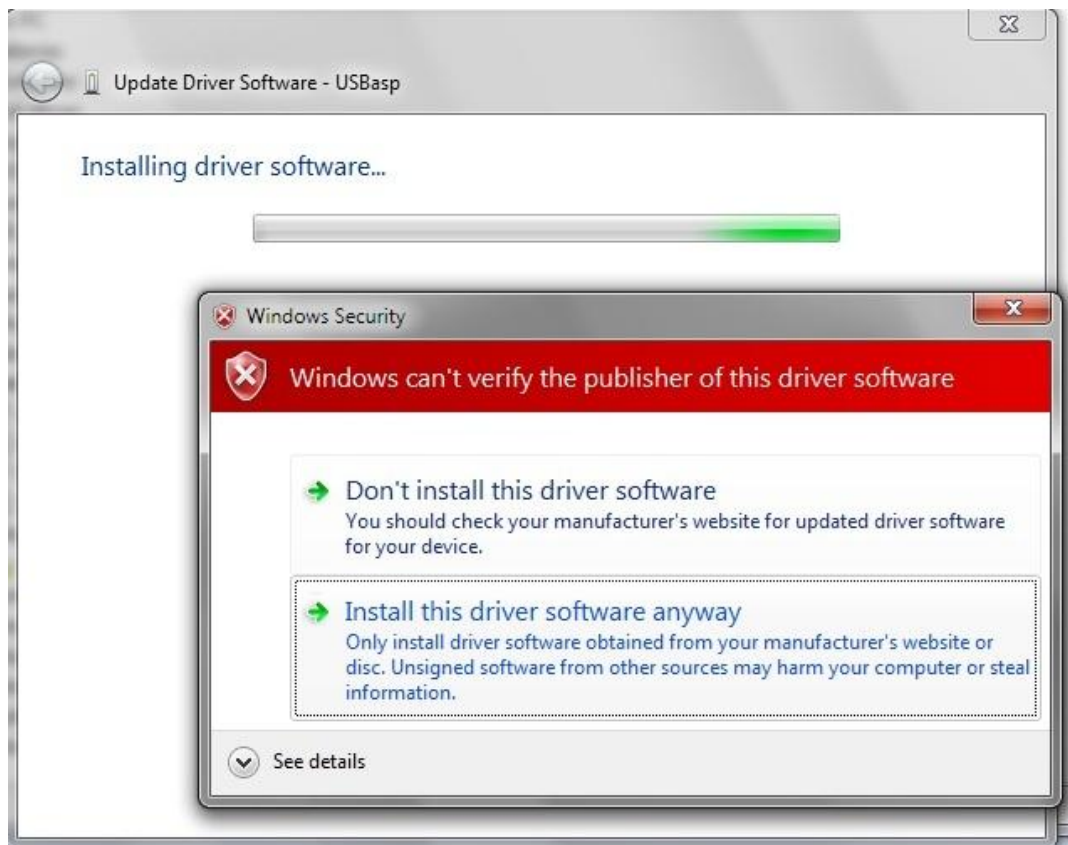 Update Driver Software - USBasp
Installing driver software...
Windows Security
Windows can't verify the publisher of this driver software
Don't install this driver software
You should check your manufacturer's website for updated driver software
for your device.
Install this driver software anyway
Only install driver software obtained from your manufacturer's website or
disc. Unsigned software from other sources may harm your computer or steal
information.
See details